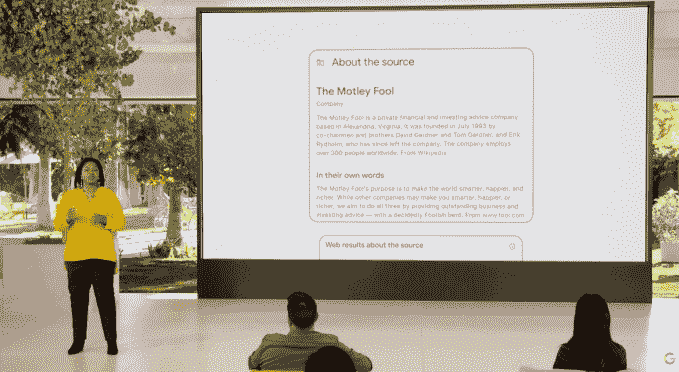 About the source
The Motley Fool
Company
The Motley Fool is a private financial and investing advice company
based in Alexandria, Virginia. It was founded in July 1993 by
co-chairmen and brothers David Gardner and Tom Gardner, and Erik
Rydholm, who has since left the company. The company employs
over 300 people worldwide. From Wikipedia
In their own words
The Motley Fool's purpose is to make the world smarter, happier, and
richer. While other companies may make you smarter, happier, or
richer, we aim to do all three by providing outstanding business and
investing advice — with a decidedly Foolish bend. From www.fool.com
Web results about the source
G